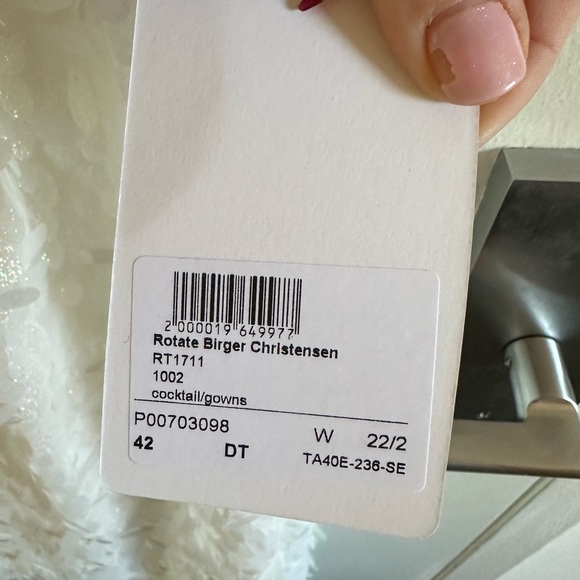 2 000019 649977
Rotate Birger Christensen
RT1711
1002
cocktail/gowns
P00703098 W 22/2
42 DT TA40E-236-SE